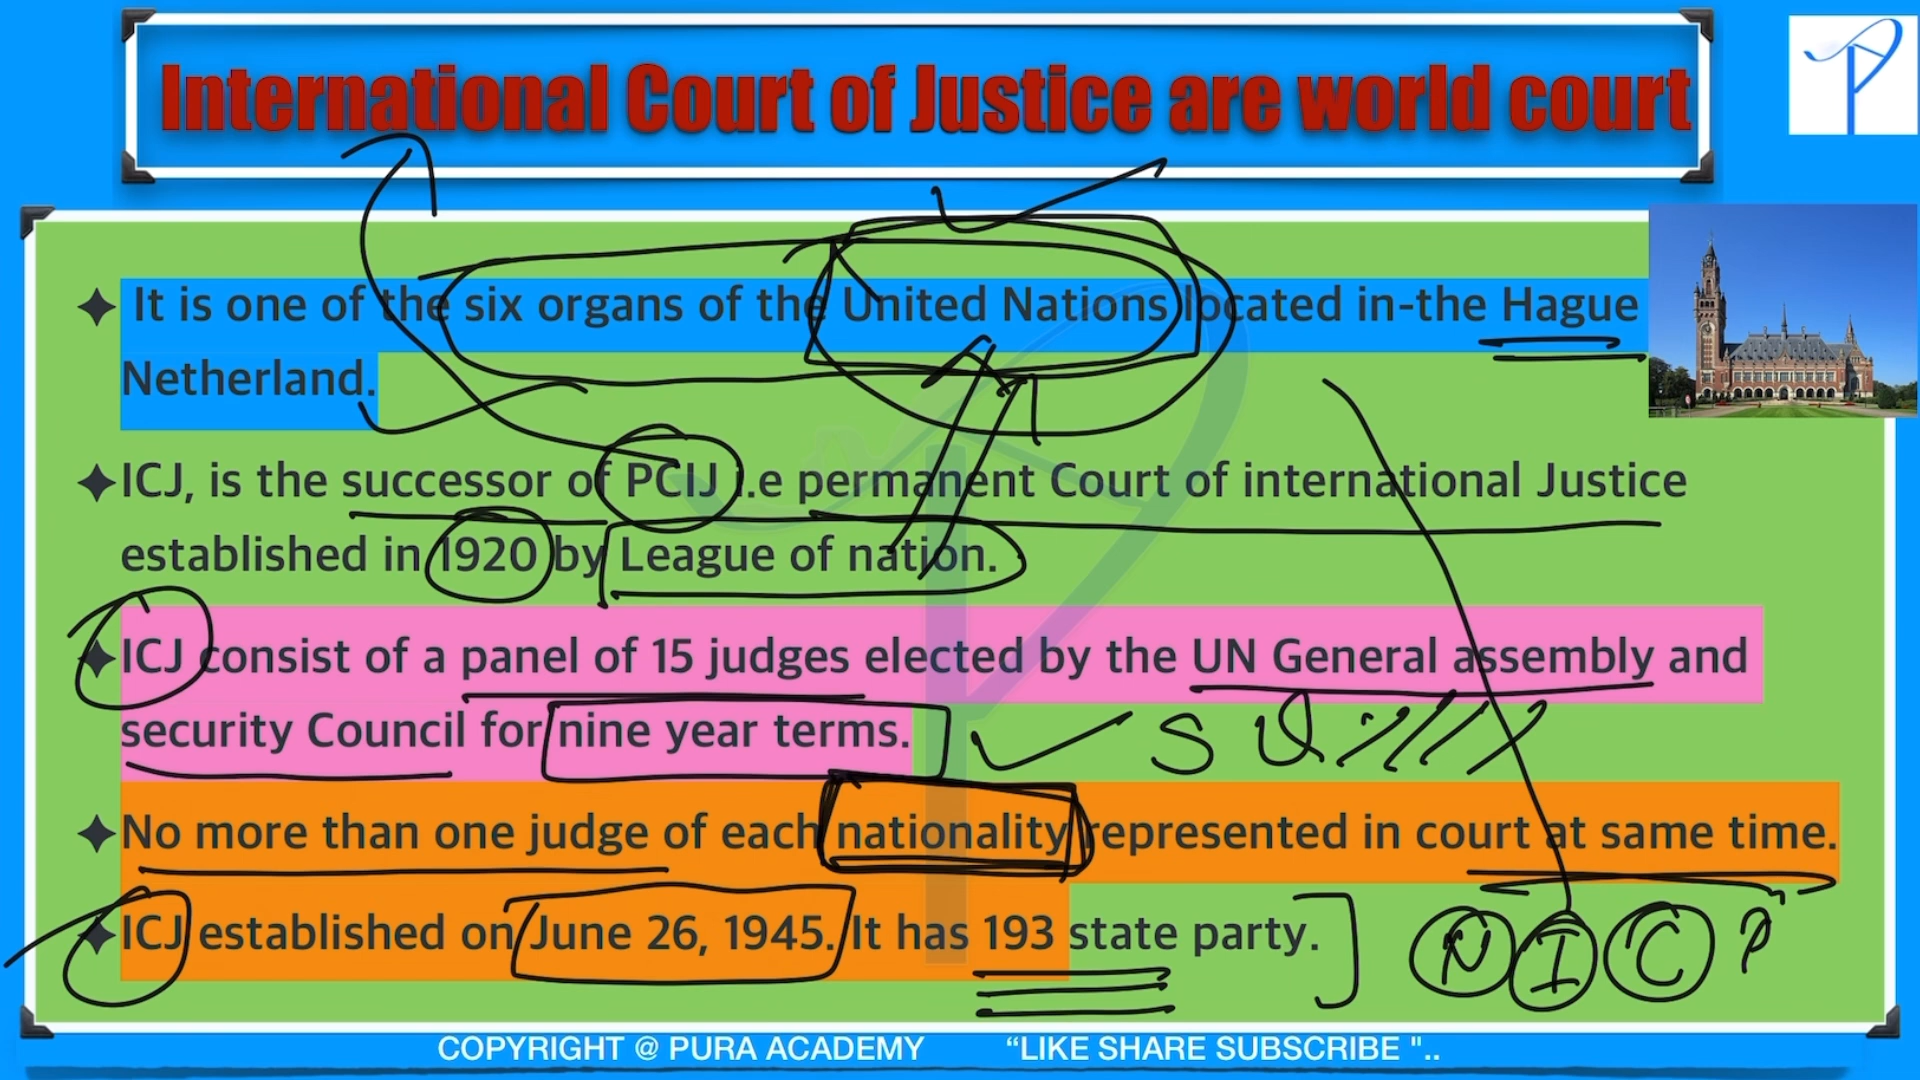 International Court of Justice are world court
It is one of the six organs of the United Nations located in-the Hague
Netherland.
ICJ, is the successor of PCIJ i.e permanent Court of international Justice
established in 1920 by League of nation.
ICJ consist of a panel of 15 judges elected by the UN General assembly and
security Council for nine year terms.
No more than one judge of each nationality represented in court at same time.
ICJ established on June 26, 1945. It has 193 state party.
N I C
COPYRIGHT @ PURA ACADEMY “LIKE SHARE SUBSCRIBE "..